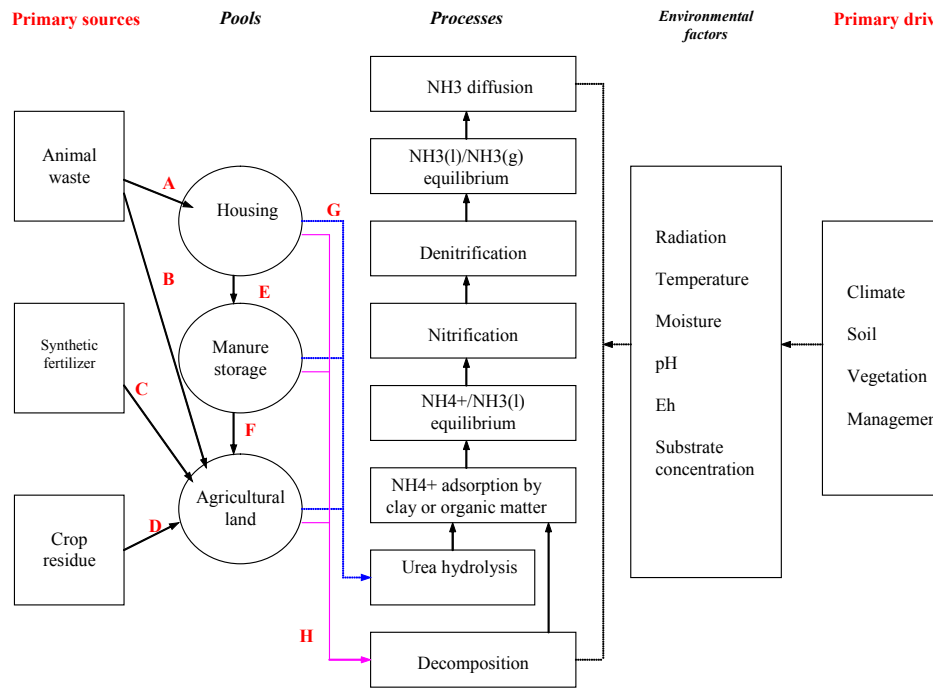 Primary sources
Pools
Processes
Environmental
factors
Primary driv
Animal
waste
Synthetic
fertilizer
Crop
residue
A
B
C
D
Housing
E
Manure
storage
F
Agricultural
land
G
H
NH3 diffusion
NH3(l)/NH3(g)
equilibrium
Denitrification
Nitrification
NH4+/NH3(l)
equilibrium
NH4+ adsorption by
clay or organic matter
Urea hydrolysis
Decomposition
Radiation
Temperature
Moisture
pH
Eh
Substrate
concentration
Climate
Soil
Vegetation
Managemen